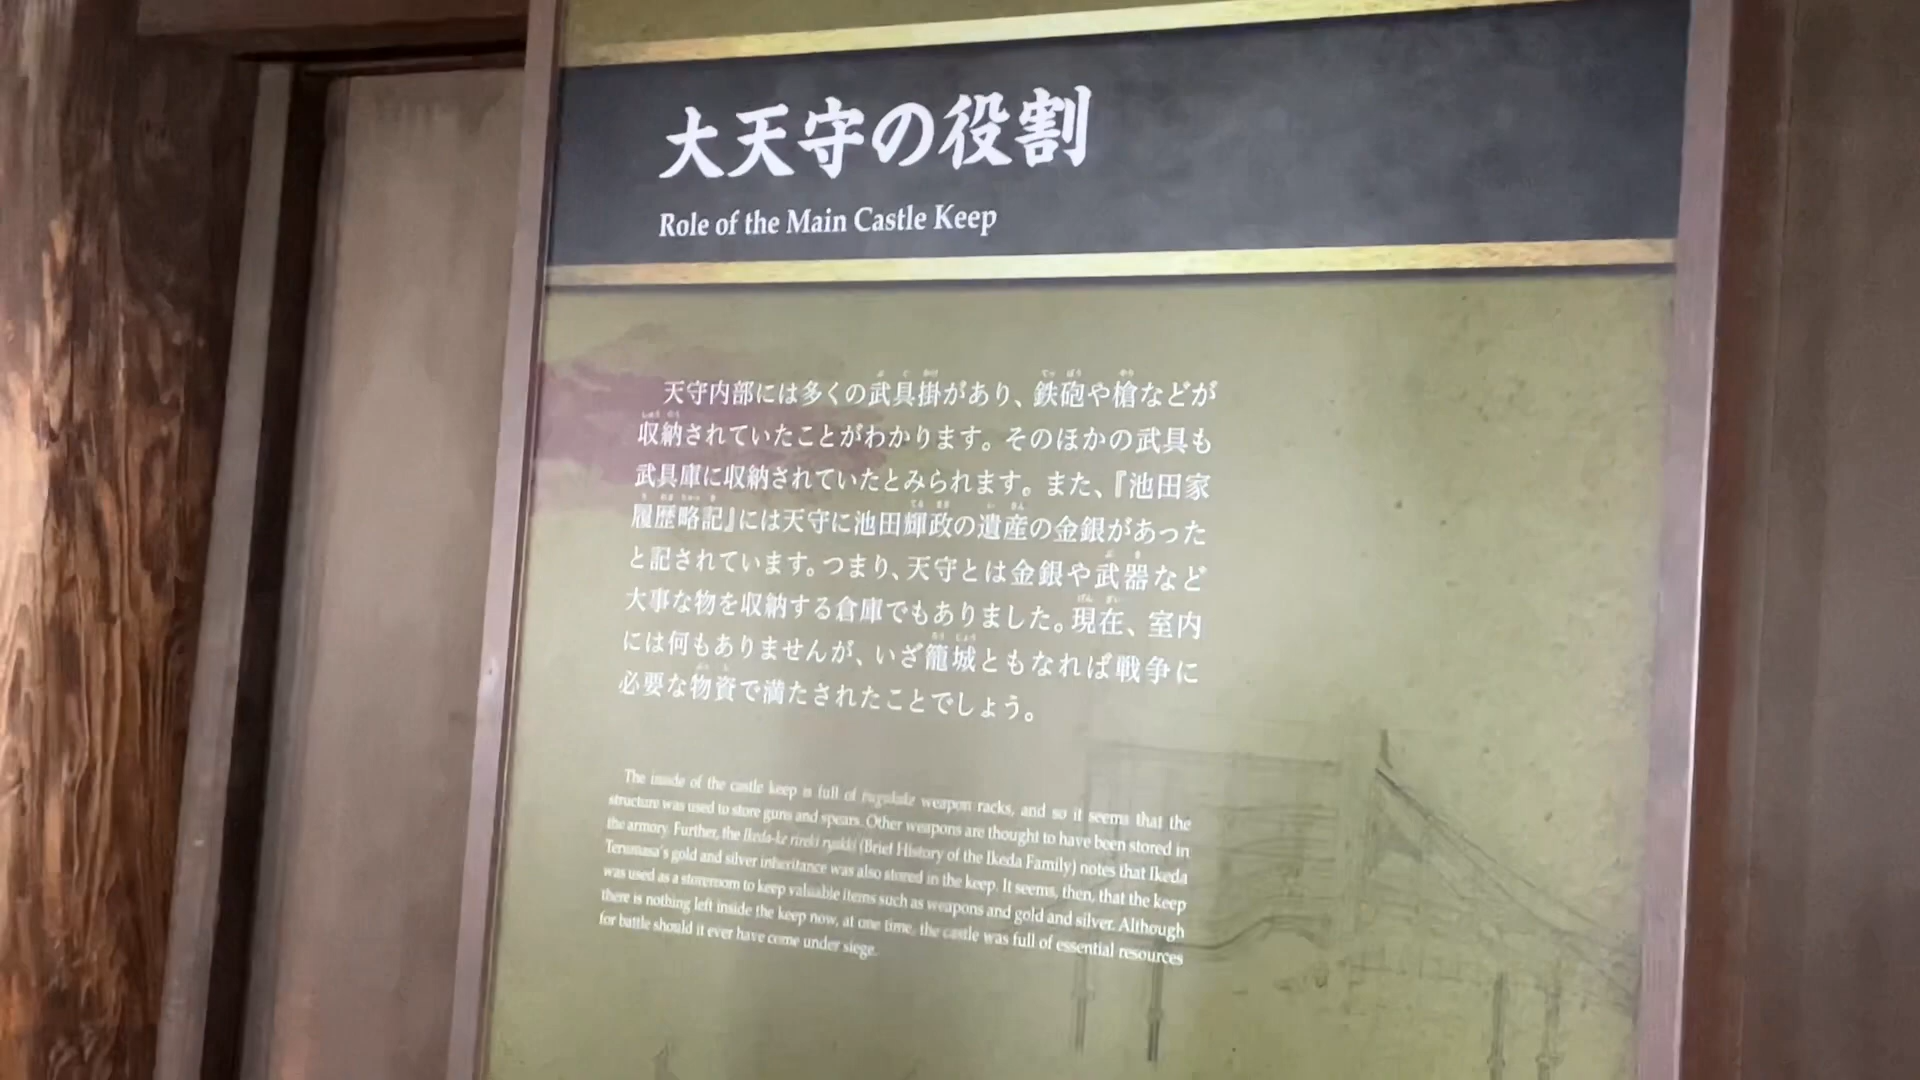 大天守の役割
Role of the Main Castle Keep
天守内部には多くの武具掛があり、鉄砲や槍などが
収納されていたことがわかります。そのほかの武具も
武具庫に収納されていたとみられます。また、『池田家
履歴略記』には天守に池田輝政の遺産の金銀があった
と記されています。つまり、天守とは金銀や武器など
大事な物を収納する倉庫でもありました。現在、室内
には何もありませんが、いざ籠城ともなれば戦争に
必要な物資で満たされたことでしょう。
The inside of the castle keep is full of weapon racks, and so it seems that the
structure was used to store guns and spears. Other weapons are thought to have been stored in
the armory. Further, the Ikeda-ke rireki ryakki (Brief History of the Ikeda Family) notes that Ikeda
Terumasa's gold and silver inheritance was also stored in the keep. It seems, then, that the keep
was used as a storeroom to keep valuable items such as weapons and gold and silver. Although
there is nothing left inside the keep now, at one time, the castle was full of essential resources
for battle should it ever have come under siege.